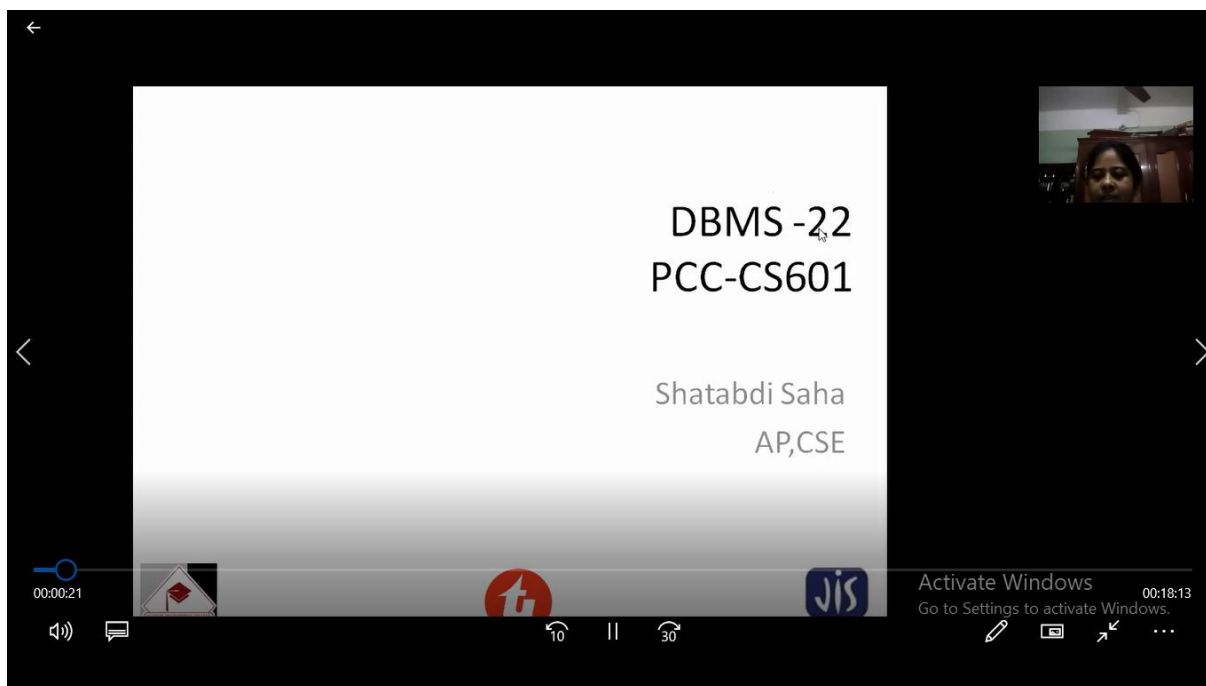 DBMS -22
PCC-CS601
Shatabdi Saha
AP,CSE
JIS
Activate Windows
Go to Settings to activate Windows.
00:00:21
00:18:13
10
30